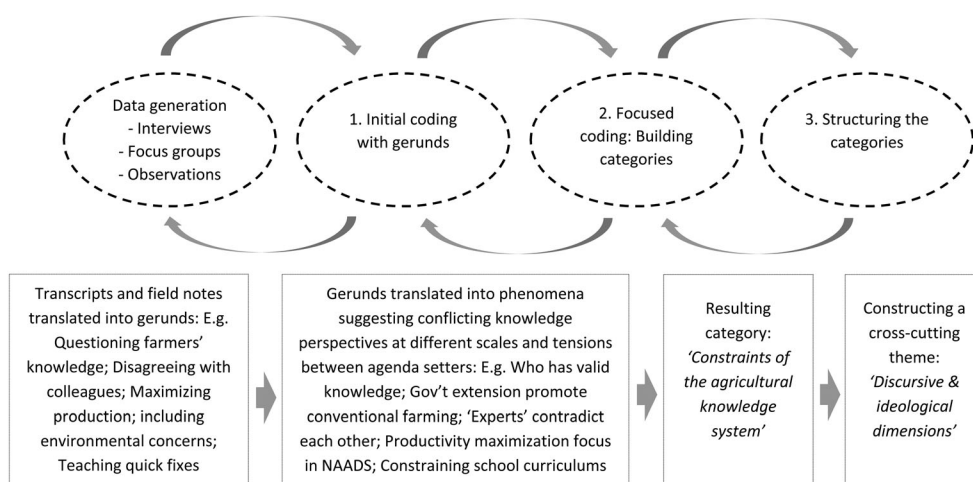 Data generation
- Interviews
- Focus groups
- Observations
1. Initial coding
with gerunds
2. Focused
coding: Building
categories
3. Structuring the
categories
Transcripts and field notes
translated into gerunds: E.g.
Questioning farmers’
knowledge; Disagreeing with
colleagues; Maximizing
production; including
environmental concerns;
Teaching quick fixes
Gerunds translated into phenomena
suggesting conflicting knowledge
perspectives at different scales and tensions
between agenda setters: E.g. Who has valid
knowledge; Gov’t extension promote
conventional farming; ‘Experts’ contradict
each other; Productivity maximization focus
in NAADS; Constraining school curriculums
Resulting
category:
‘Constraints of
the agricultural
knowledge
system’
Constructing a
cross-cutting
theme:
‘Discursive &
ideological
dimensions’